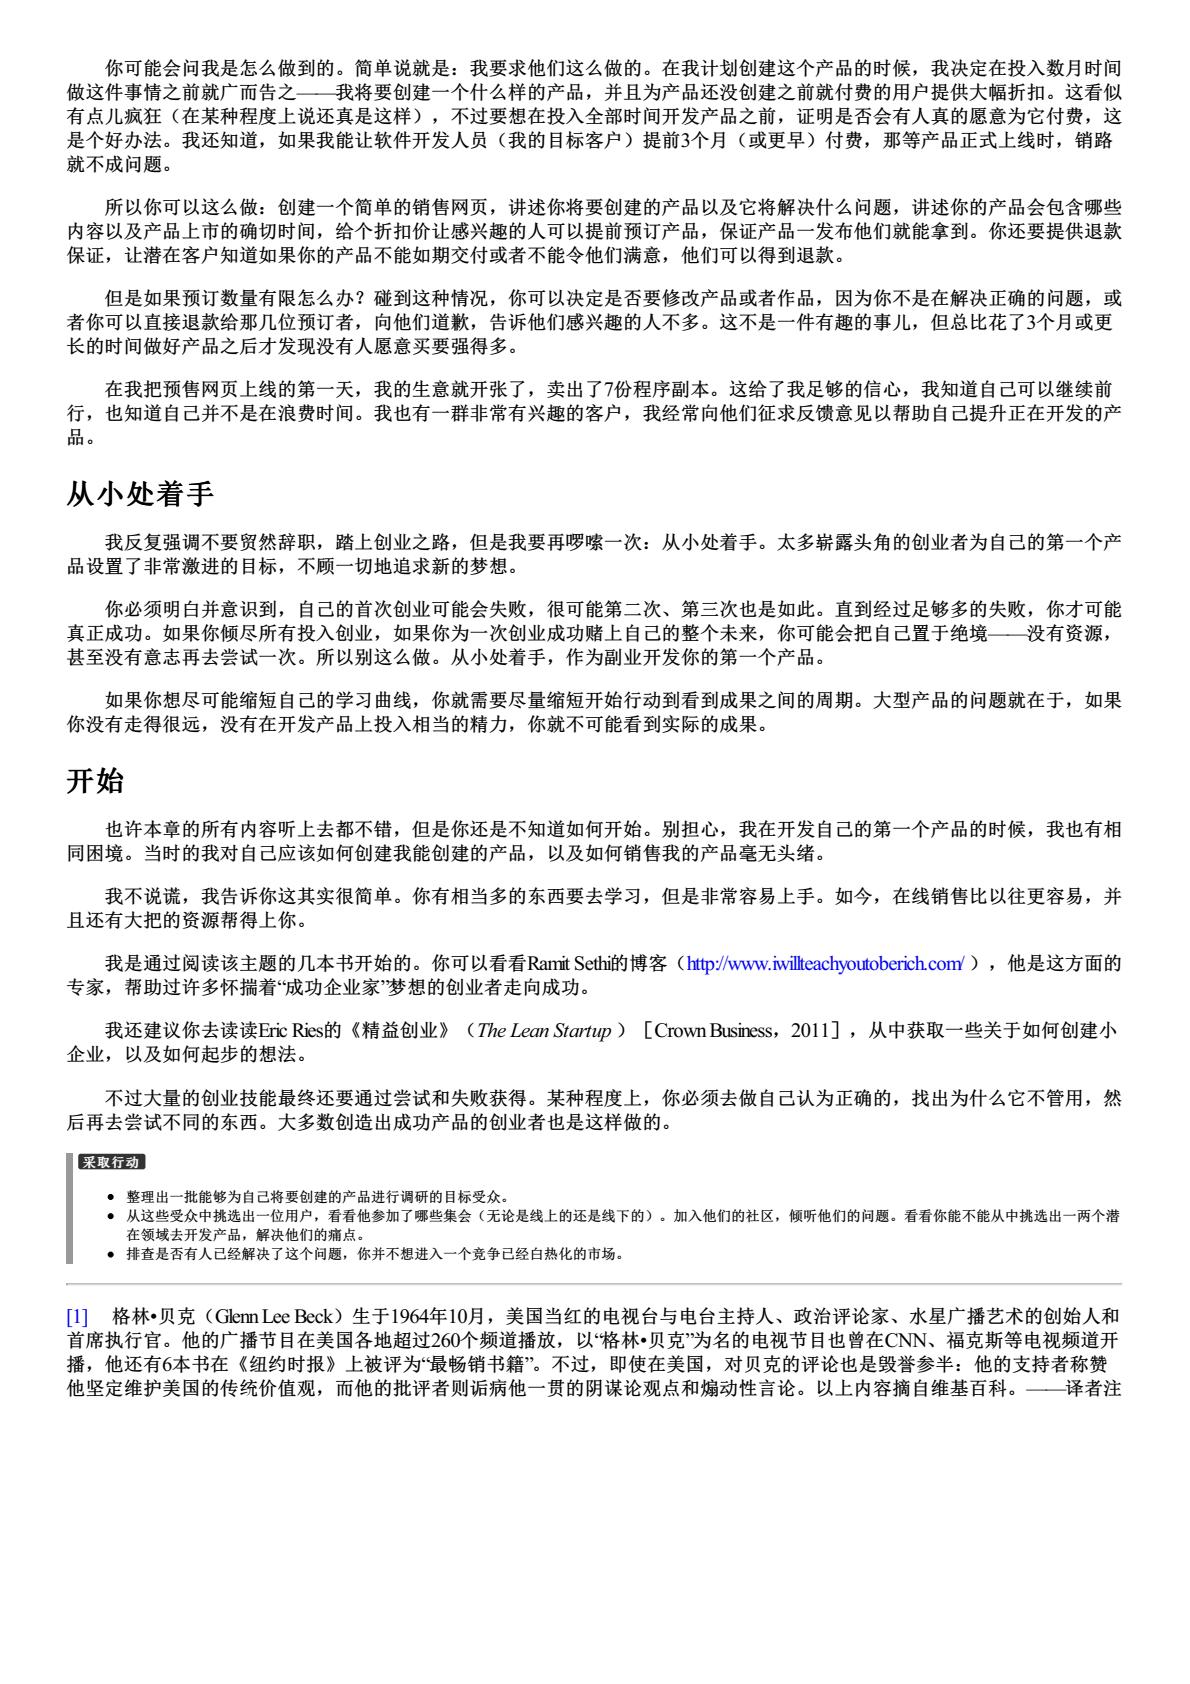 你可能会问我是怎么做到的。简单说就是：我要求他们这么做的。在我计划创建这个产品的时候，我决定在投入数月时间
做这件事情之前就广而告之——我将要创建一个什么样的产品，并且为产品还没创建之前就付费的用户提供大幅折扣。这看似
有点儿疯狂（在某种程度上说还真是这样），不过要想在投入全部时间开发产品之前，证明是否会有人真的愿意为它付费，这
是个好办法。我还知道，如果我能让软件开发人员（我的目标客户）提前3个月（或更早）付费，那等产品正式上线时，销路
就不成问题。
所以你可以这么做：创建一个简单的销售网页，讲述你将要创建的产品以及它将解决什么问题，讲述你的产品会包含哪些
内容以及产品上市的确切时间，给个折扣价让感兴趣的人可以提前预订产品，保证产品一发布他们就能拿到。你还要提供退款
保证，让潜在客户知道如果你的产品不能如期交付或者不能令他们满意，他们可以得到退款。
但是如果预订数量有限怎么办？碰到这种情况，你可以决定是否要修改产品或者作品，因为你不是在解决正确的问题，或
者你可以直接退款给那几位预订者，向他们道歉，告诉他们感兴趣的人不多。这不是一件有趣的事儿，但总比花了3个月或更
长的时间做好产品之后才发现没有人愿意买要强得多。
在我把预售网页上线的第一天，我的生意就开张了，卖出了7份程序副本。这给了我足够的信心，我知道自己可以继续前
行，也知道自己并不是在浪费时间。我也有一群非常有兴趣的客户，我经常向他们征求反馈意见以帮助自己提升正在开发的产
品。
从小处着手
我反复强调不要贸然辞职，踏上创业之路，但是我要再啰嗦一次：从小处着手。太多崭露头角的创业者为自己的第一个产
品设置了非常激进的目标，不顾一切地追求新的梦想。
你必须明白并意识到，自己的首次创业可能会失败，很可能第二次、第三次也是如此。直到经过足够多的失败，你才可能
真正成功。如果你倾尽所有投入创业，如果你为一次创业成功赌上自己的整个未来，你可能会把自己置于绝境——没有资源，
甚至没有意志再去尝试一次。所以别这么做。从小处着手，作为副业开发你的第一个产品。
如果你想尽可能缩短自己的学习曲线，你就需要尽量缩短开始行动到看到成果之间的周期。大型产品的问题就在于，如果
你没有走得很远，没有在开发产品上投入相当的精力，你就不可能看到实际的成果。
开始
也许本章的所有内容听上去都不错，但是你还是不知道如何开始。别担心，我在开发自己的第一个产品的时候，我也有相
同困境。当时的我对自己应该如何创建我能创建的产品，以及如何销售我的产品毫无头绪。
我不说谎，我告诉你这其实很简单。你有相当多的东西要去学习，但是非常容易上手。如今，在线销售比以往更容易，并
且还有大把的资源帮得上你。
我是通过阅读该主题的几本书开始的。你可以看看Ramit Sethi的博客（http://www.iwillteachyoutoberich.com/ ），他是这方面的
专家，帮助过许多怀揣着“成功企业家”梦想的创业者走向成功。
我还建议你去读读Eric Ries的《精益创业》（The Lean Startup ）［Crown Business，2011］，从中获取一些关于如何创建小
企业，以及如何起步的想法。
不过大量的创业技能最终还要通过尝试和失败获得。某种程度上，你必须去做自己认为正确的，找出为什么它不管用，然
后再去尝试不同的东西。大多数创造出成功产品的创业者也是这样做的。
采取行动
● 整理出一批能够为自己将要创建的产品进行调研的目标受众。
● 从这些受众中挑选出一位用户，看看他参加了哪些集会（无论是线上的还是线下的）。加入他们的社区，倾听他们的问题。看看你能不能从中挑选出一两个潜
在领域去开发产品，解决他们的痛点。
● 排查是否有人已经解决了这个问题，你并不想进入一个竞争已经白热化的市场。
[1] 格林•贝克（Glenn Lee Beck）生于1964年10月，美国当红的电视台与电台主持人、政治评论家、水星广播艺术的创始人和
首席执行官。他的广播节目在美国各地超过260个频道播放，以“格林•贝克”为名的电视节目也曾在CNN、福克斯等电视频道开
播，他还有6本书在《纽约时报》上被评为“最畅销书籍”。不过，即使在美国，对贝克的评论也是毁誉参半：他的支持者称赞
他坚定维护美国的传统价值观，而他的批评者则诟病他一贯的阴谋论观点和煽动性言论。以上内容摘自维基百科。——译者注